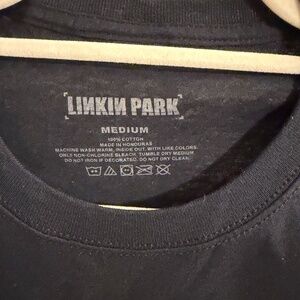 [LINKIN PARK]
MEDIUM
100% COTTON
MADE IN HONDURAS
MACHINE WASH WARM, INSIDE OUT, WITH LIKE COLORS.
ONLY NON-CHLORINE BLEACH. TUMBLE DRY MEDIUM.
DO NOT IRON IF DECORATED. DO NOT DRY CLEAN.